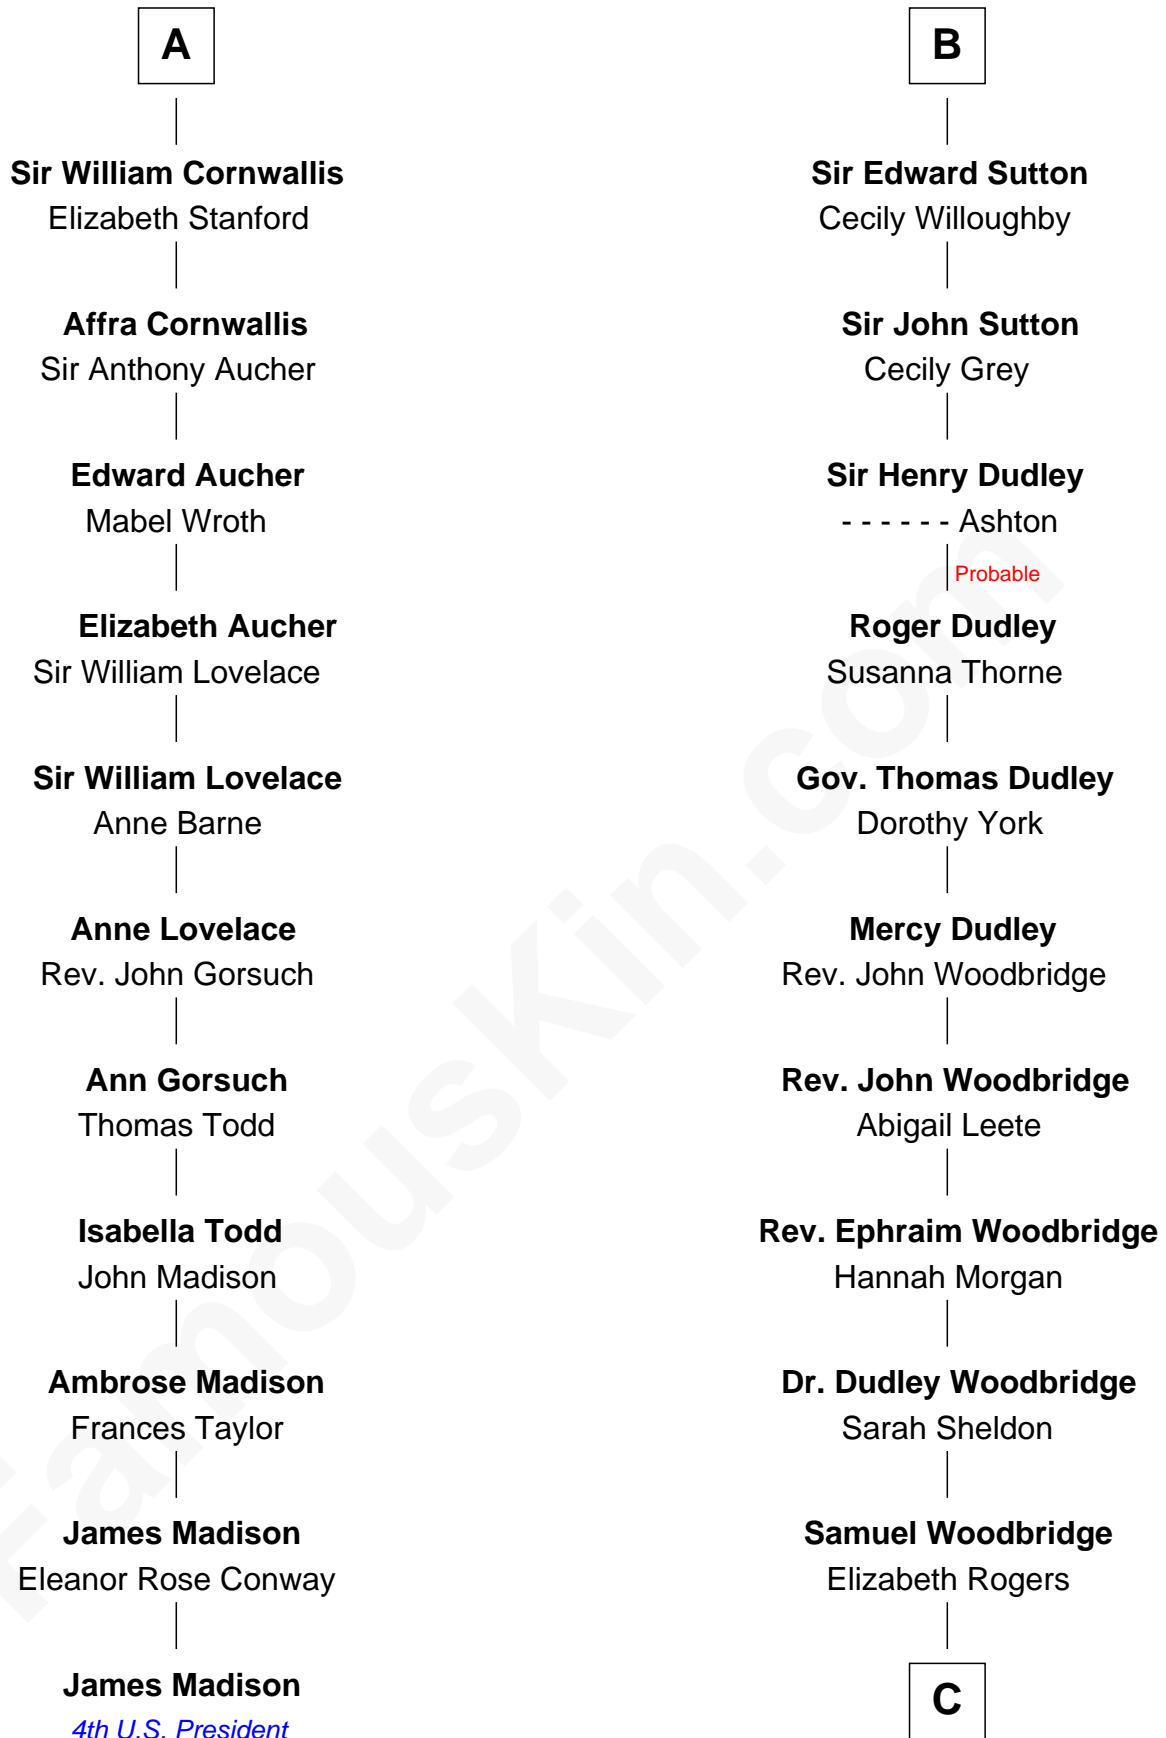 A
Sir William Cornwallis
Elizabeth Stanford
Affra Cornwallis
Sir Anthony Aucher
Edward Aucher
Mabel Wroth
Elizabeth Aucher
Sir William Lovelace
Sir William Lovelace
Anne Barne
Anne Lovelace
Rev. John Gorsuch
Ann Gorsuch
Thomas Todd
Isabella Todd
John Madison
Ambrose Madison
Frances Taylor
James Madison
Eleanor Rose Conway
James Madison
4th U.S. President
B
Sir Edward Sutton
Cecily Willoughby
Sir John Sutton
Cecily Grey
Sir Henry Dudley
- - - - - - Ashton
Probable
Roger Dudley
Susanna Thorne
Gov. Thomas Dudley
Dorothy York
Mercy Dudley
Rev. John Woodbridge
Rev. John Woodbridge
Abigail Leete
Rev. Ephraim Woodbridge
Hannah Morgan
Dr. Dudley Woodbridge
Sarah Sheldon
Samuel Woodbridge
Elizabeth Rogers
C
FamousKin.com